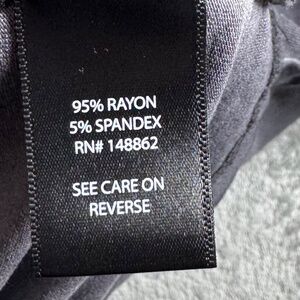 95% RAYON
5% SPANDEX
RN# 148862
SEE CARE ON
REVERSE